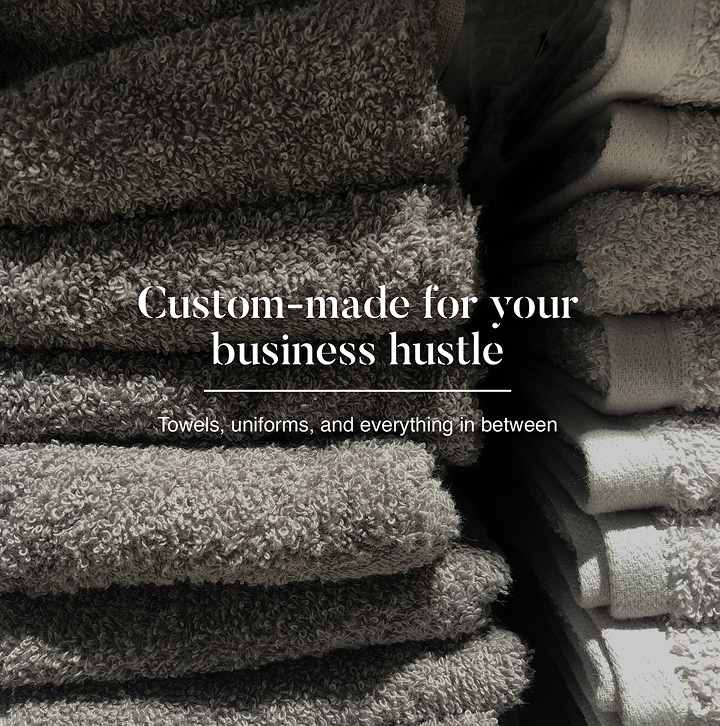 Custom-made for your
business hustle
Towels, uniforms, and everything in between